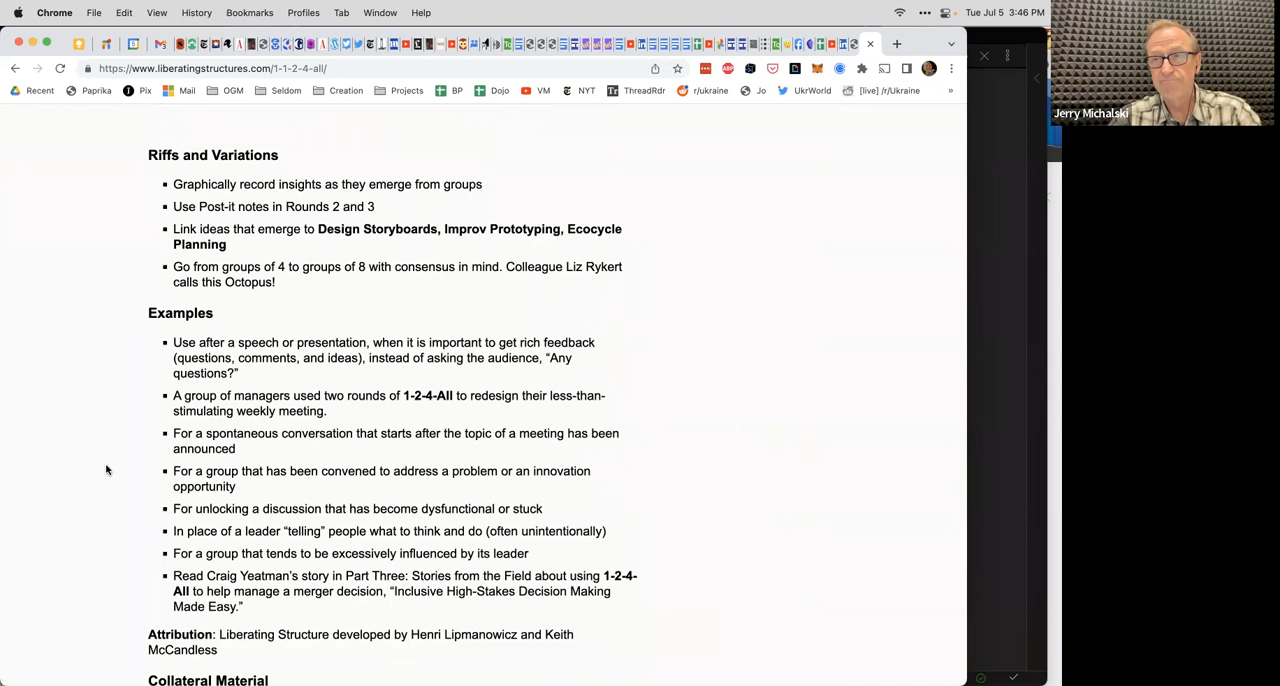 Chrome File Edit View History Bookmarks Profiles Tab Window Help
Tue Jul 5 3:46 PM
https://www.liberatingstructures.com/1-1-2-4-all/
Recent Paprika Pix Mail OGM Seldom Creation Projects BP Dojo VM NYT ThreadRdr r/ukraine Jo UkrWorld [live] /r/Ukraine »
Jerry Michalski
Riffs and Variations
▪ Graphically record insights as they emerge from groups
▪ Use Post-it notes in Rounds 2 and 3
▪ Link ideas that emerge to Design Storyboards, Improv Prototyping, Ecocycle
Planning
▪ Go from groups of 4 to groups of 8 with consensus in mind. Colleague Liz Rykert
calls this Octopus!
Examples
▪ Use after a speech or presentation, when it is important to get rich feedback
(questions, comments, and ideas), instead of asking the audience, “Any
questions?”
▪ A group of managers used two rounds of 1-2-4-All to redesign their less-than-
stimulating weekly meeting.
▪ For a spontaneous conversation that starts after the topic of a meeting has been
announced
▪ For a group that has been convened to address a problem or an innovation
opportunity
▪ For unlocking a discussion that has become dysfunctional or stuck
▪ In place of a leader “telling” people what to think and do (often unintentionally)
▪ For a group that tends to be excessively influenced by its leader
▪ Read Craig Yeatman’s story in Part Three: Stories from the Field about using 1-2-4-
All to help manage a merger decision, “Inclusive High-Stakes Decision Making
Made Easy.”
Attribution: Liberating Structure developed by Henri Lipmanowicz and Keith
McCandless
Collateral Material